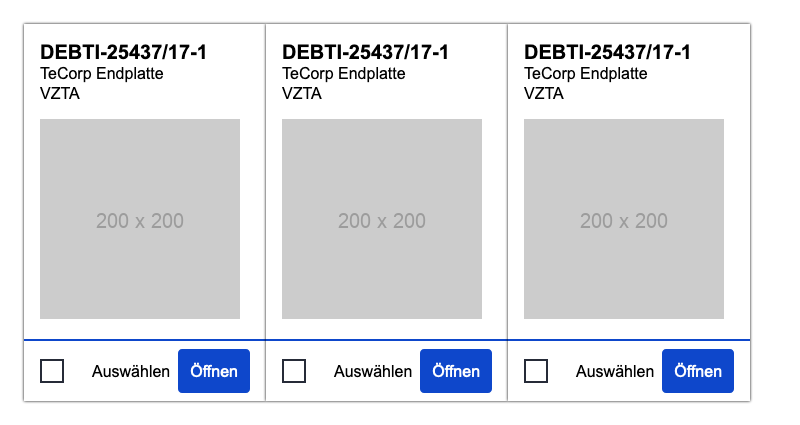 DEBTI-25437/17-1
TeCorp Endplatte
VZTA
200 x 200
Auswählen Öffnen
DEBTI-25437/17-1
TeCorp Endplatte
VZTA
200 x 200
Auswählen Öffnen
DEBTI-25437/17-1
TeCorp Endplatte
VZTA
200 x 200
Auswählen Öffnen